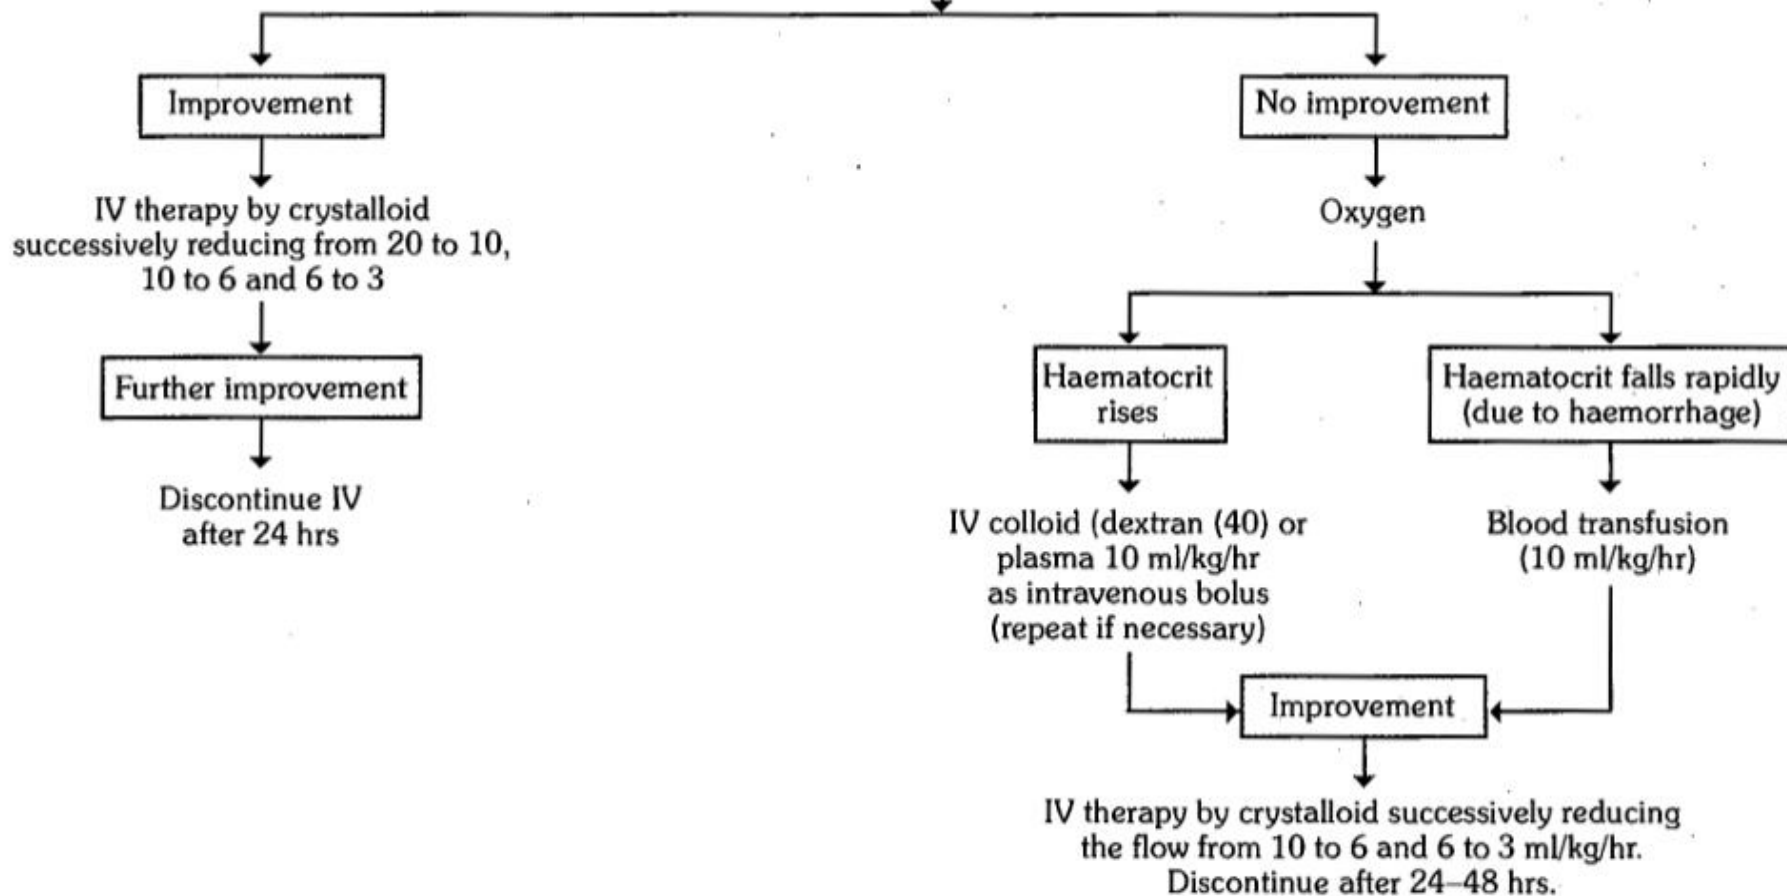 Improvement
No improvement
IV therapy by crystalloid
successively reducing from 20 to 10,
10 to 6 and 6 to 3
Oxygen
Further improvement
Haematocrit
rises
Haematocrit falls rapidly
(due to haemorrhage)
Discontinue IV
after 24 hrs
IV colloid (dextran (40) or
plasma 10 ml/kg/hr
as intravenous bolus
(repeat if necessary)
Blood transfusion
(10 ml/kg/hr)
Improvement
IV therapy by crystalloid successively reducing
the flow from 10 to 6 and 6 to 3 ml/kg/hr.
Discontinue after 24–48 hrs.